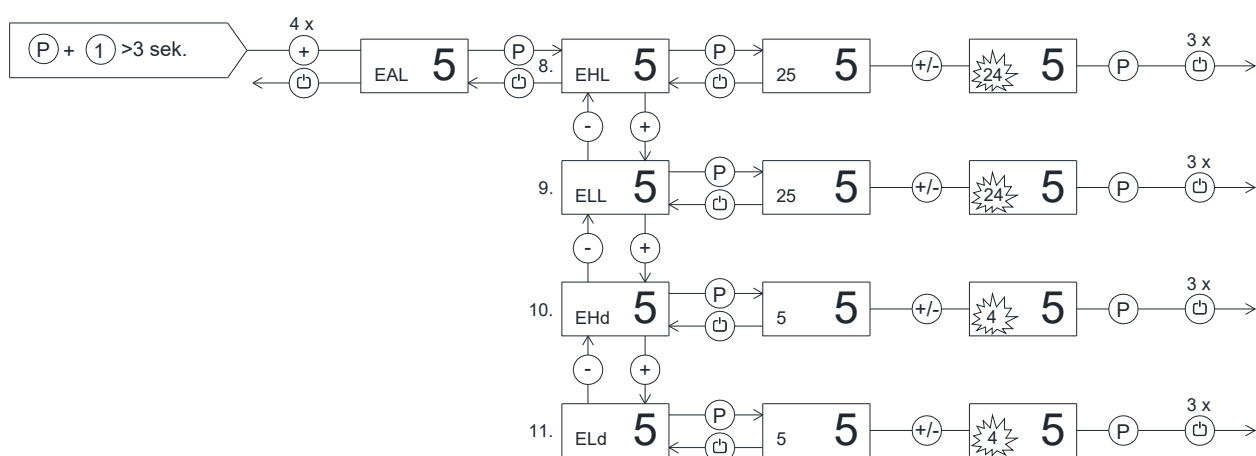 4 x
P + 1 >3 sek. + EAL 5 P 8. EHL 5 P 25 5 +/- 24 5 P 3 x
- +
9. ELL 5 P 25 5 +/- 24 5 P 3 x
- +
10. EHd 5 P 5 5 +/- 4 5 P 3 x
- +
11. ELd 5 P 5 5 +/- 4 5 P 3 x